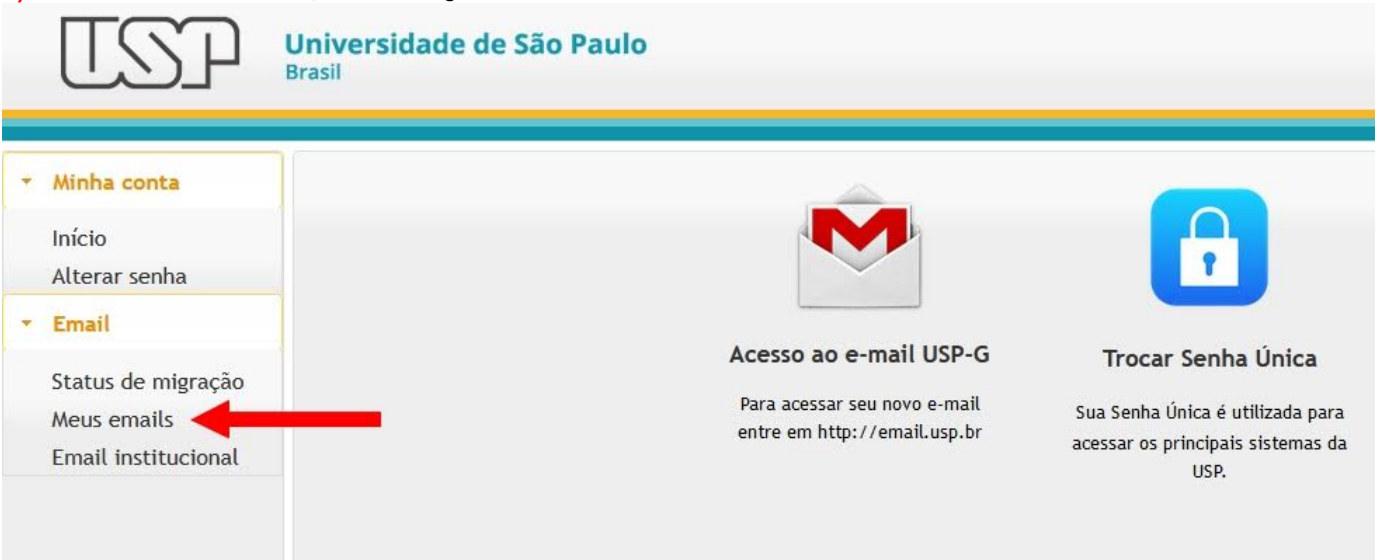 USP
Universidade de São Paulo
Brasil
Minha conta
Início
Alterar senha
Email
Status de migração
Meus emails
Email institucional
Acesso ao e-mail USP-G
Para acessar seu novo e-mail
entre em http://email.usp.br
Trocar Senha Única
Sua Senha Única é utilizada para
acessar os principais sistemas da
USP.